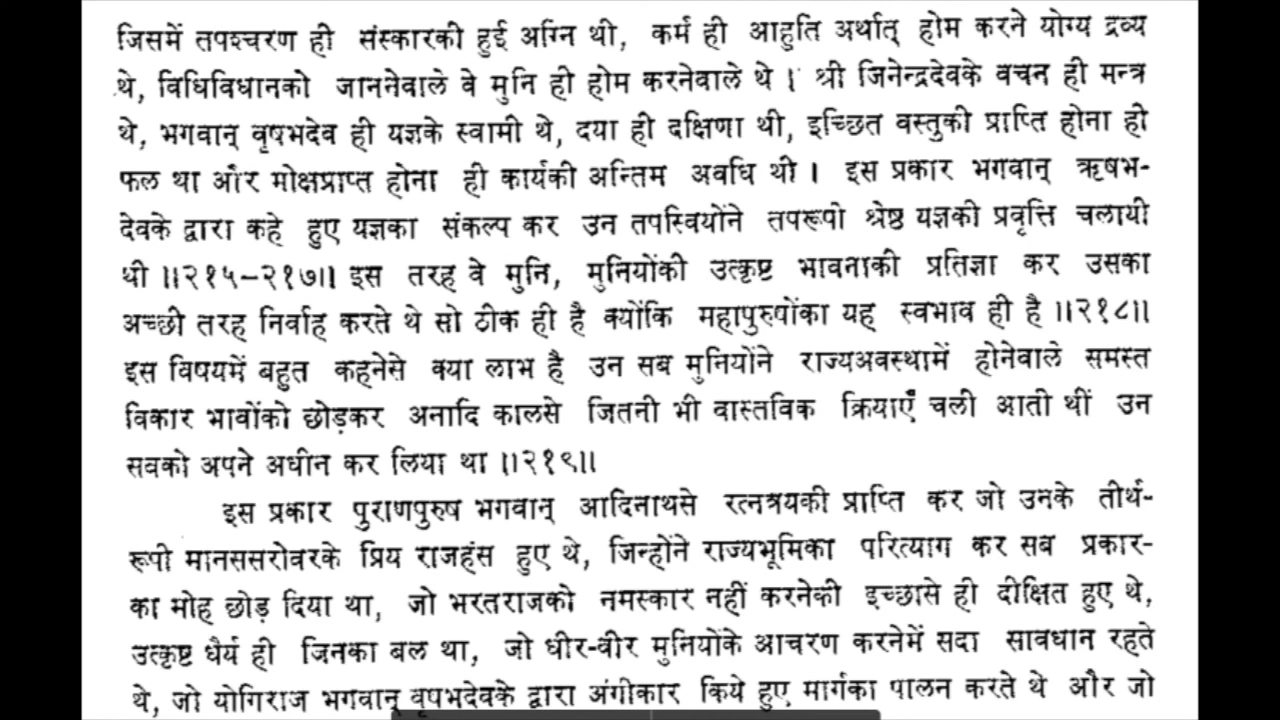 जिसमें तपश्चरण ही संस्कारकी हुई अग्नि थी, कर्म ही आहुति अर्थात् होम करने योग्य द्रव्य
थे, विधिविधानको जाननेवाले वे मुनि ही होम करनेवाले थे । श्री जिनेन्द्रदेवके वचन ही मन्त्र
थे, भगवान् वृषभदेव ही यज्ञके स्वामी थे, दया ही दक्षिणा थी, इच्छित वस्तुकी प्राप्ति होना ही
फल था और मोक्षप्राप्त होना ही कार्यकी अन्तिम अवधि थी । इस प्रकार भगवान् ऋषभ-
देवके द्वारा कहे हुए यज्ञका संकल्प कर उन तपस्वियोंने तपरूपी श्रेष्ठ यज्ञकी प्रवृत्ति चलायी
थी ॥२१५–२१७॥ इस तरह वे मुनि, मुनियोंकी उत्कृष्ट भावनाकी प्रतिज्ञा कर उसका
अच्छी तरह निर्वाह करते थे सो ठीक ही है क्योंकि महापुरुषोंका यह स्वभाव ही है ॥२१८॥
इस विषयमें बहुत कहनेसे क्या लाभ है उन सब मुनियोंने राज्यअवस्थामें होनेवाले समस्त
विकार भावोंको छोड़कर अनादि कालसे जितनी भी वास्तविक क्रियाएँ चली आती थीं उन
सबको अपने अधीन कर लिया था ॥२१९॥
इस प्रकार पुराणपुरुष भगवान् आदिनाथसे रत्नत्रयकी प्राप्ति कर जो उनके तीर्थ-
रूपी मानससरोवरके प्रिय राजहंस हुए थे, जिन्होंने राज्यभूमिका परित्याग कर सब प्रकार-
का मोह छोड़ दिया था, जो भरतराजको नमस्कार नहीं करनेकी इच्छासे ही दीक्षित हुए थे,
उत्कृष्ट धैर्य ही जिनका बल था, जो धीर-वीर मुनियोंके आचरण करनेमें सदा सावधान रहते
थे, जो योगिराज भगवान् वृषभदेवके द्वारा अंगीकार किये हुए मार्गका पालन करते थे और जो